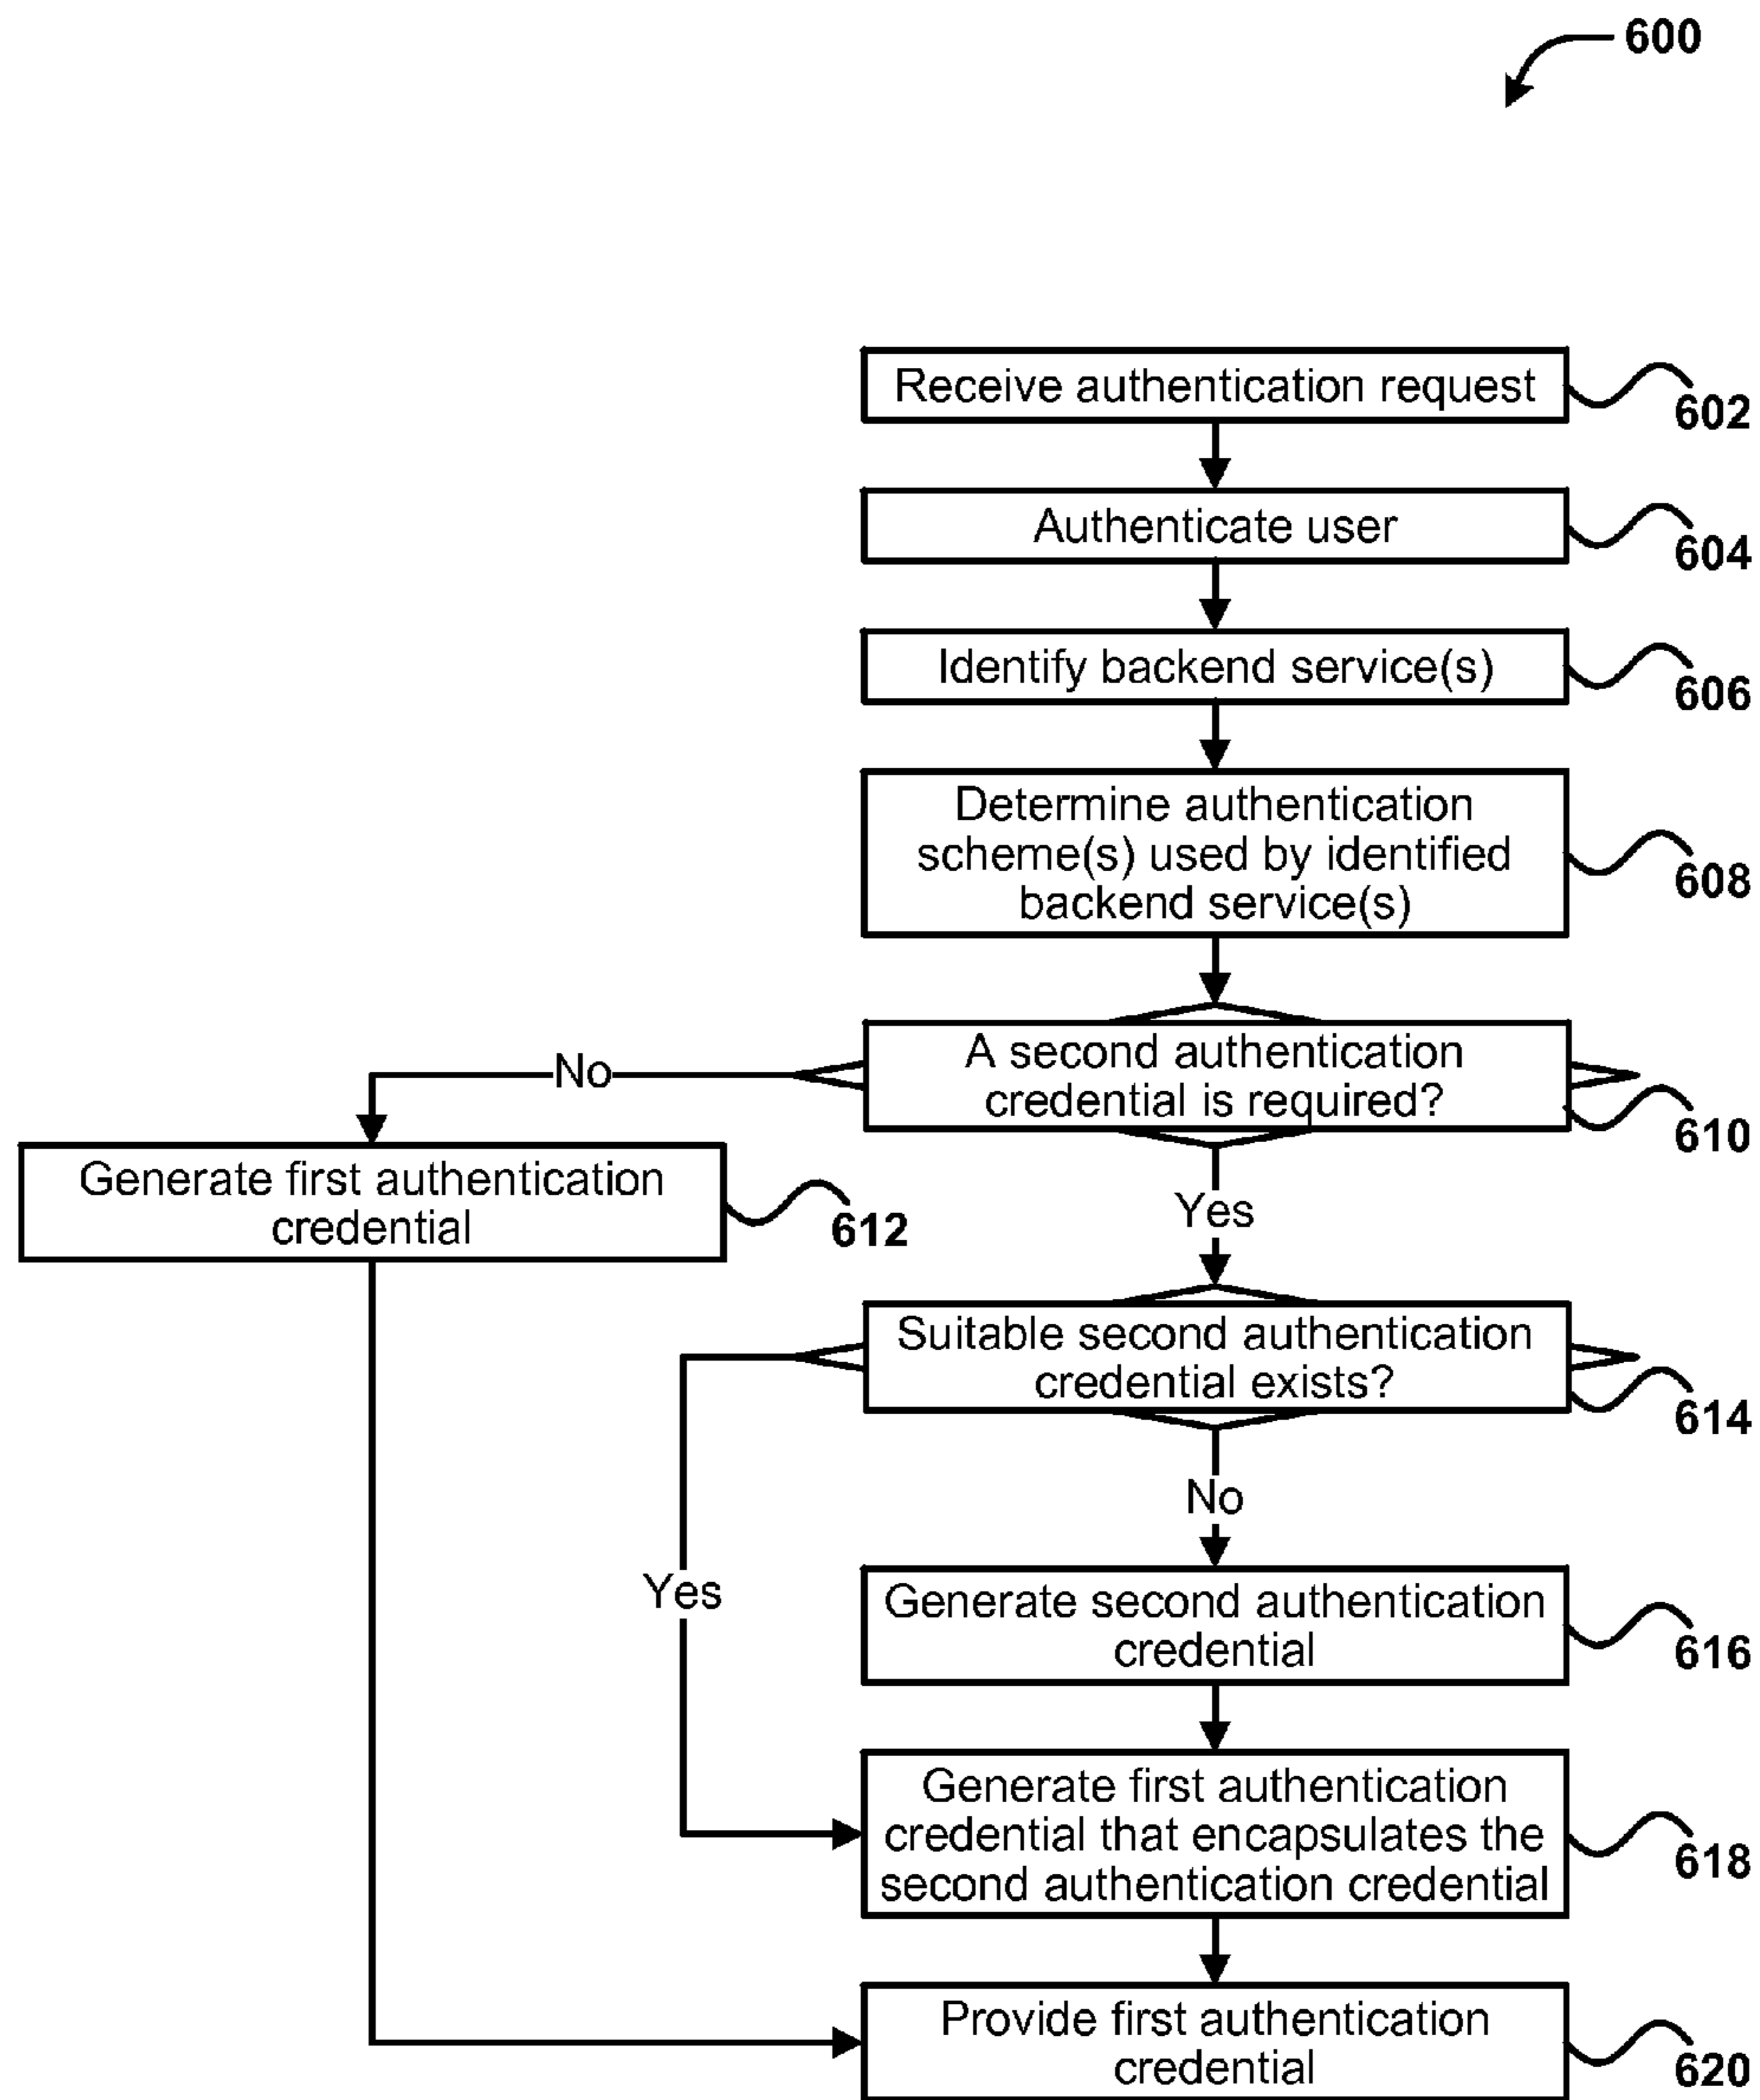 600
Receive authentication request
602
Authenticate user
604
Identify backend service(s)
606
Determine authentication
scheme(s) used by identified
backend service(s)
608
A second authentication
credential is required?
610
No
Generate first authentication
credential
612
Yes
Suitable second authentication
credential exists?
614
No
Yes
Generate second authentication
credential
616
Generate first authentication
credential that encapsulates the
second authentication credential
618
Provide first authentication
credential
620